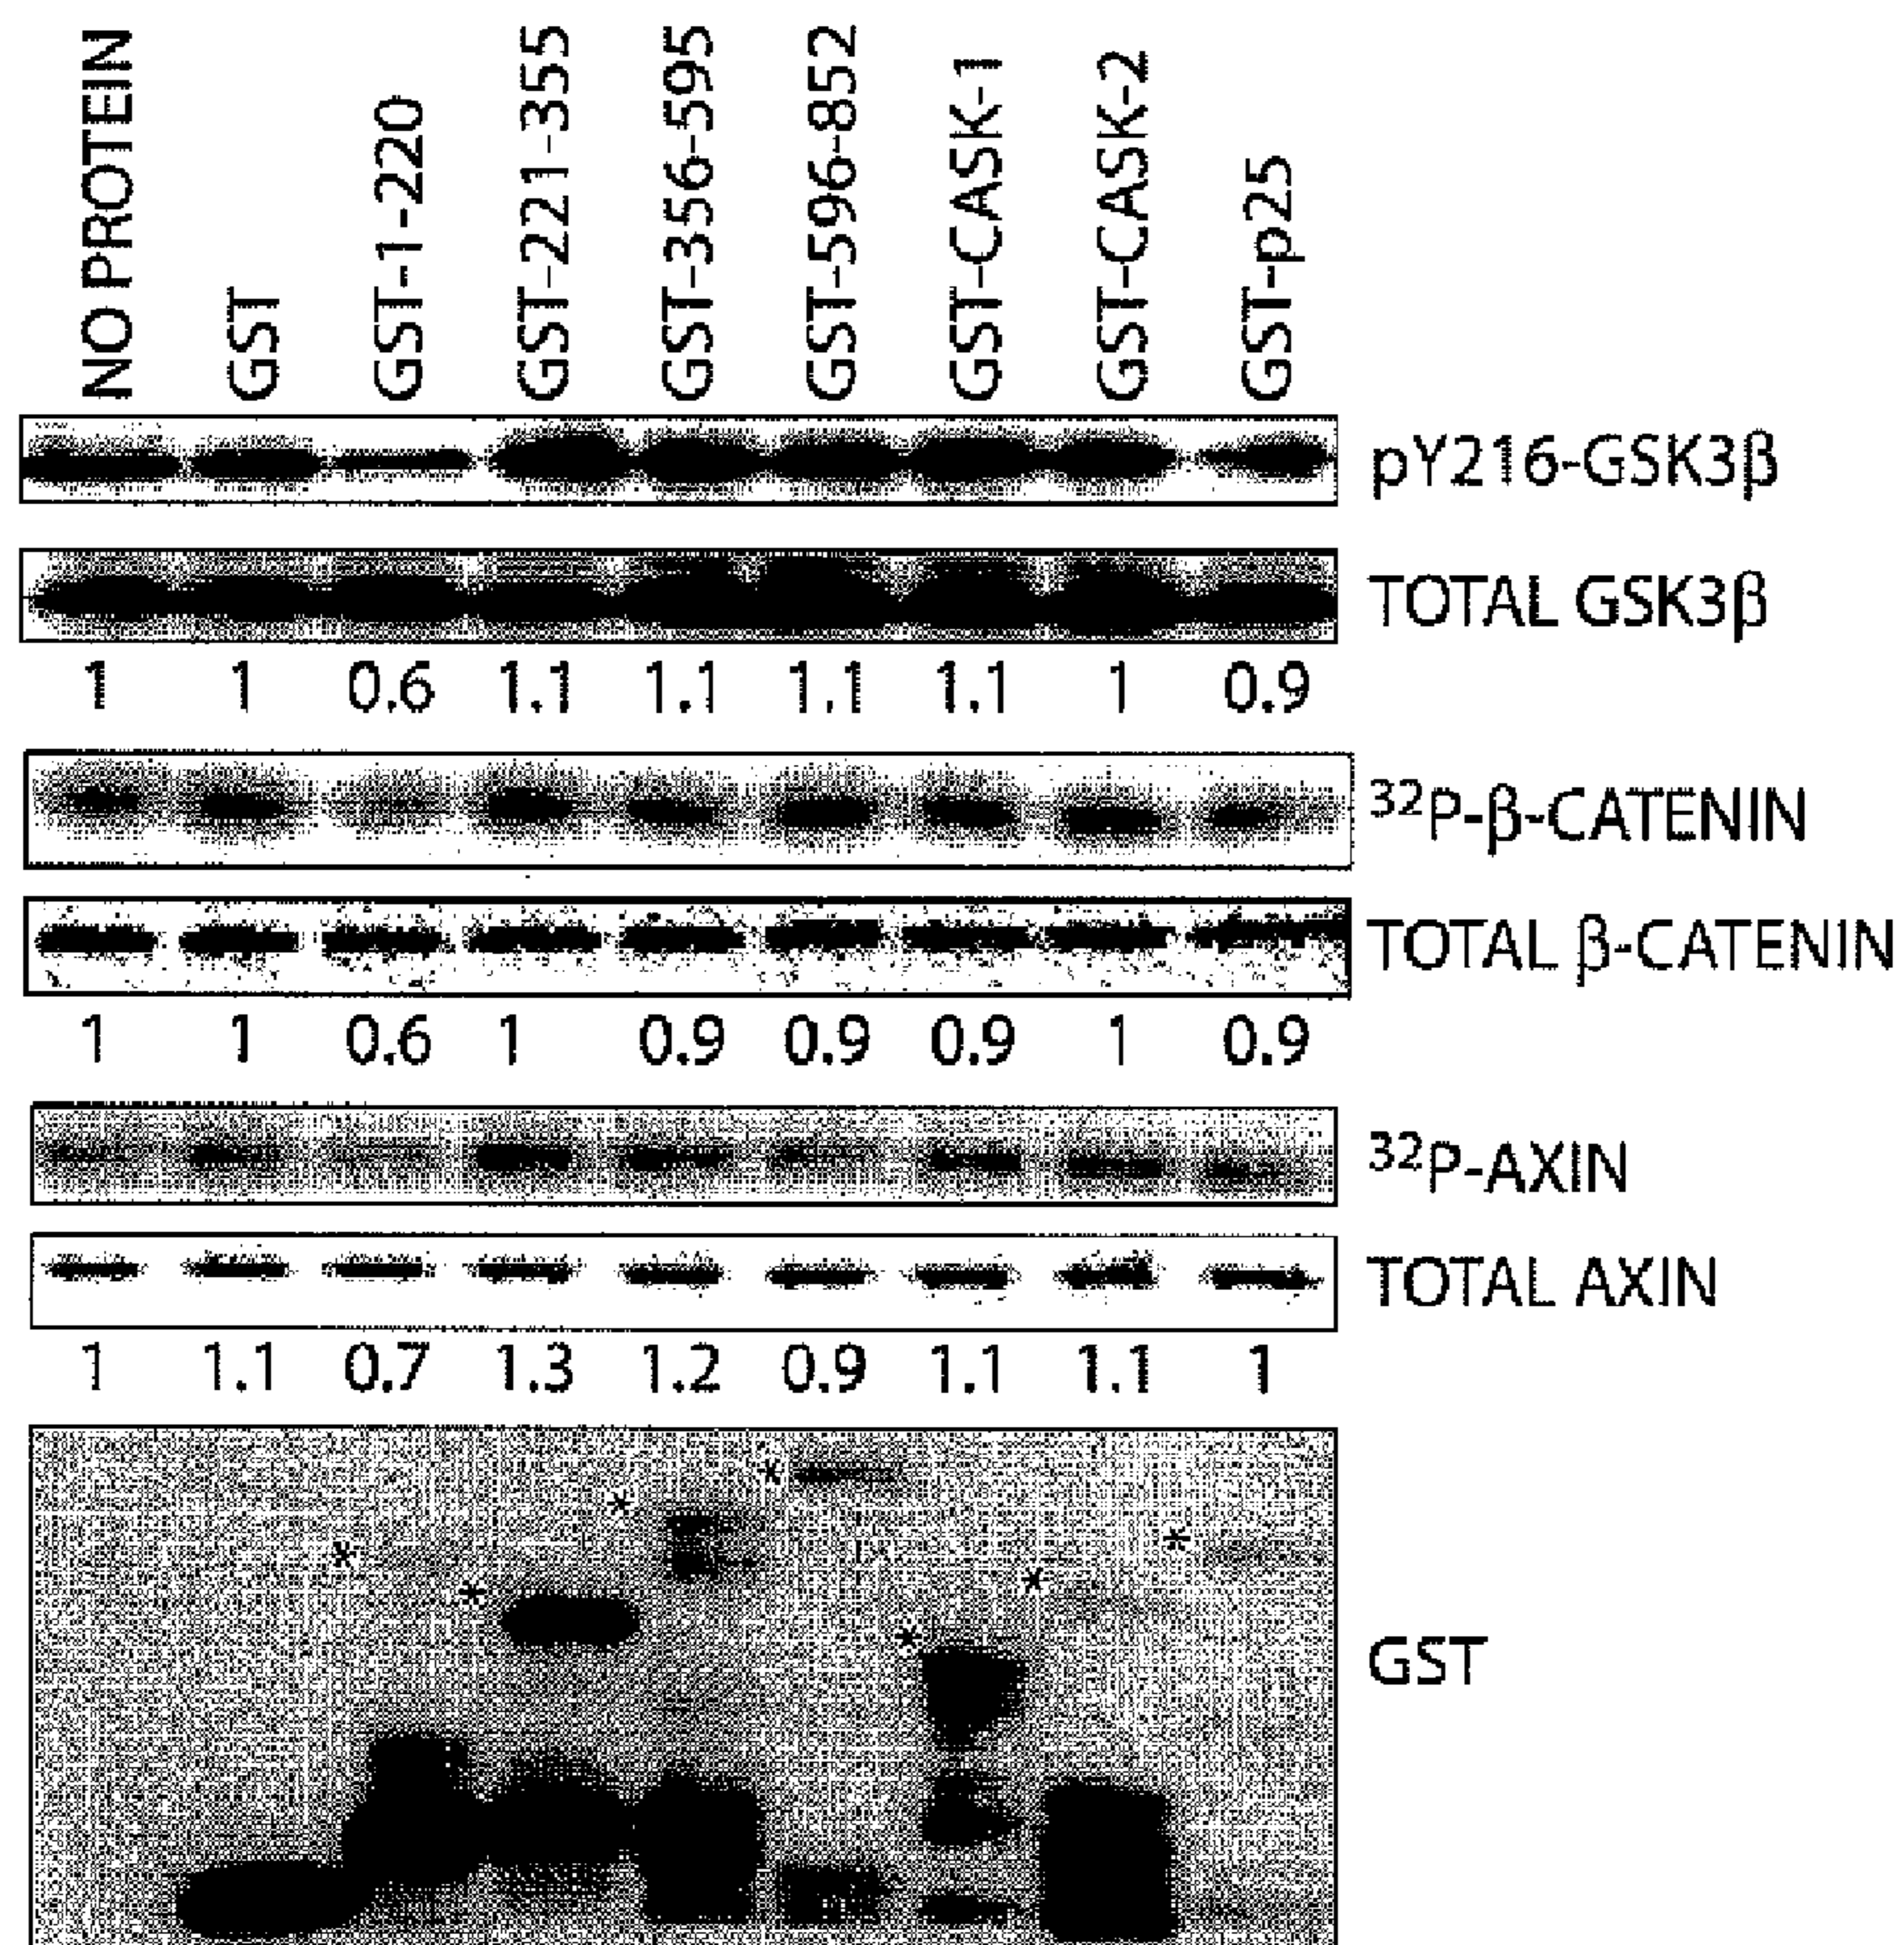 NO PROTEIN
GST
GST-1-220
GST-221-355
GST-356-595
GST-596-852
GST-CASK-1
GST-CASK-2
GST-p25
pY216-GSK3β
TOTAL GSK3β
1 1 0.6 1.1 1.1 1.1 1.1 1 0.9
³²P-β-CATENIN
TOTAL β-CATENIN
1 1 0.6 1 0.9 0.9 0.9 1 0.9
³²P-AXIN
TOTAL AXIN
1 1.1 0.7 1.3 1.2 0.9 1.1 1.1 1
*
*
*
*
*
*
*
GST